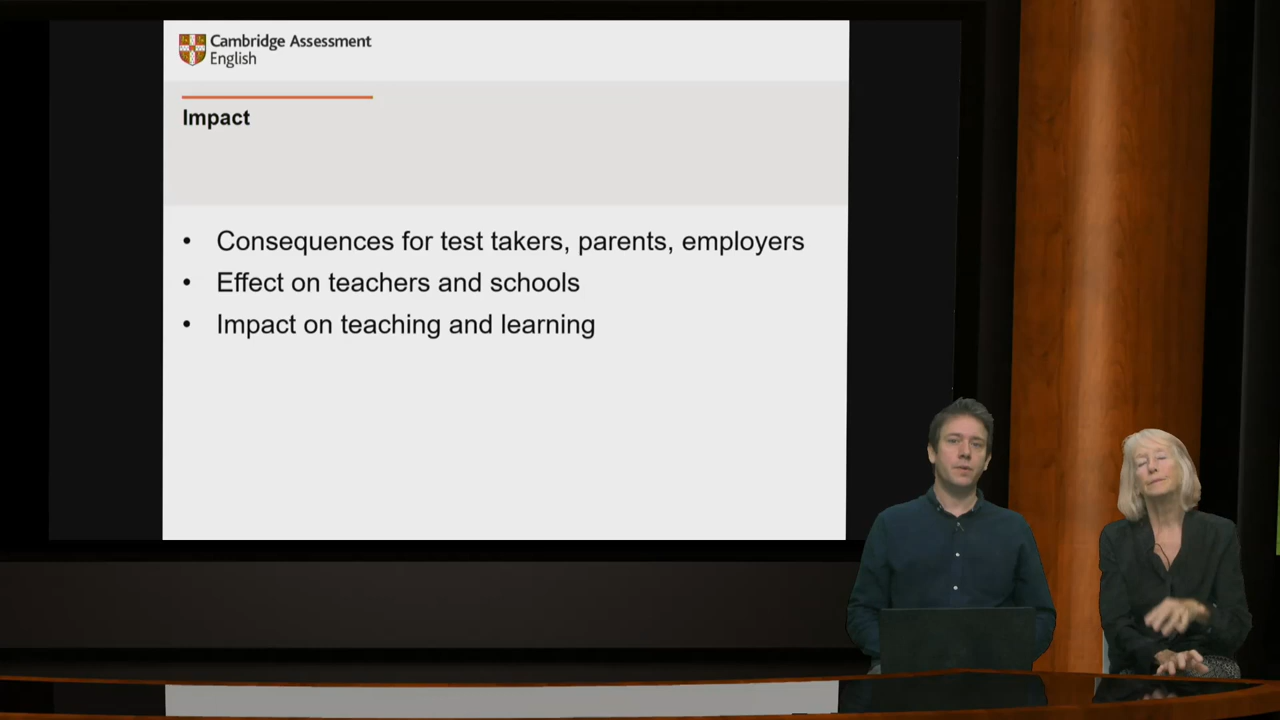 Cambridge Assessment
English
Impact
• Consequences for test takers, parents, employers
• Effect on teachers and schools
• Impact on teaching and learning